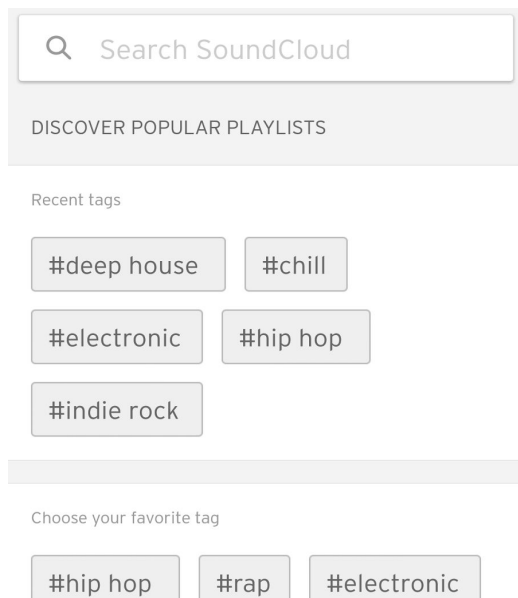 Search SoundCloud
DISCOVER POPULAR PLAYLISTS
Recent tags
#deep house #chill
#electronic #hip hop
#indie rock
Choose your favorite tag
#hip hop #rap #electronic